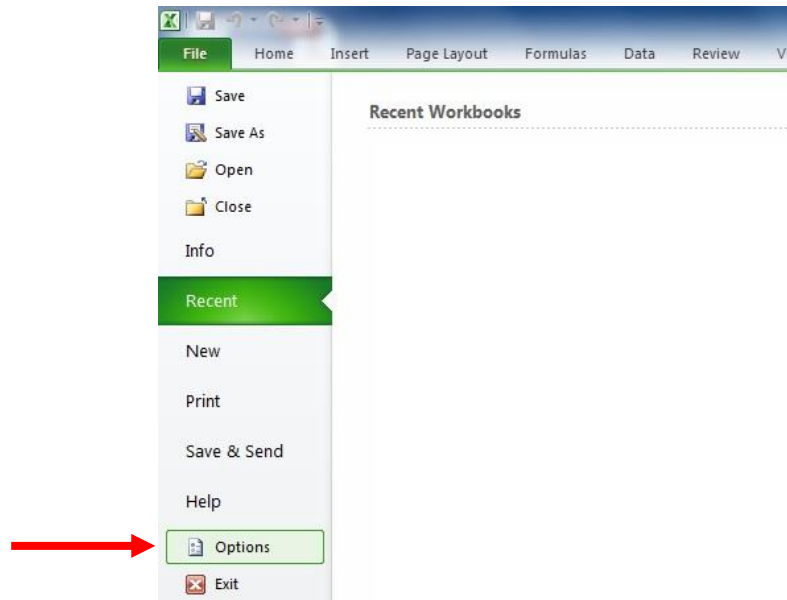 File Home Insert Page Layout Formulas Data Review
Save
Recent Workbooks
Save As
Open
Close
Info
Recent
New
Print
Save & Send
Help
Options
Exit